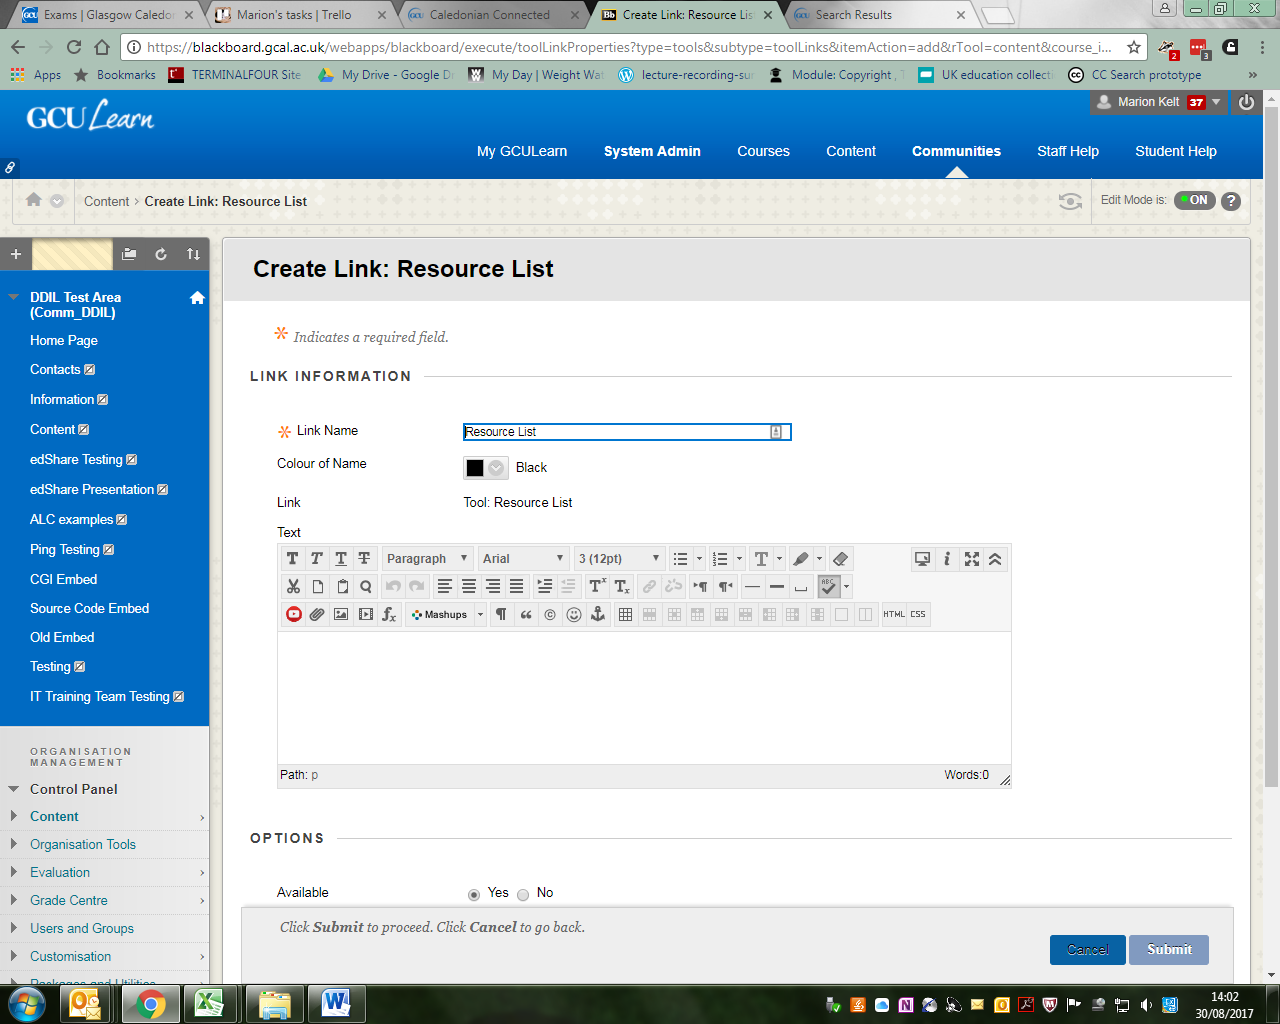 Exams | Glasgow Caledor
Marion's tasks | Trello
Caledonian Connected
Create Link: Resource Lis
Search Results
https://blackboard.gcal.ac.uk/webapps/blackboard/execute/toolLinkProperties?type=tools&subtype=toolLinks&itemAction=add&rTool=content&course_i...
2
3
Apps
Bookmarks
TERMINALFOUR Site
My Drive - Google D
My Day | Weight Wat
lecture-recording-sur
Module: Copyright ,
UK education collecti
CC Search prototype
»
GCU Learn
Marion Kelt 37
My GCULearn
System Admin
Courses
Content
Communities
Staff Help
Student Help
Content > Create Link: Resource List
Edit Mode is: ON ?
DDIL Test Area
(Comm_DDIL)
Home Page
Contacts
Information
Content
edShare Testing
edShare Presentation
ALC examples
Ping Testing
CGI Embed
Source Code Embed
Old Embed
Testing
IT Training Team Testing
ORGANISATION
MANAGEMENT
Control Panel
Content
Organisation Tools
Evaluation
Grade Centre
Users and Groups
Customisation
Packages and Utilities
Create Link: Resource List
* Indicates a required field.
LINK INFORMATION
* Link Name
Resource List
Colour of Name
Black
Link
Tool: Resource List
Text
T T T T Paragraph Arial 3 (12pt)
Mashups
HTML CSS
Path: p
Words:0
OPTIONS
Available
Yes No
Click Submit to proceed. Click Cancel to go back.
Cancel Submit
14:02
30/08/2017